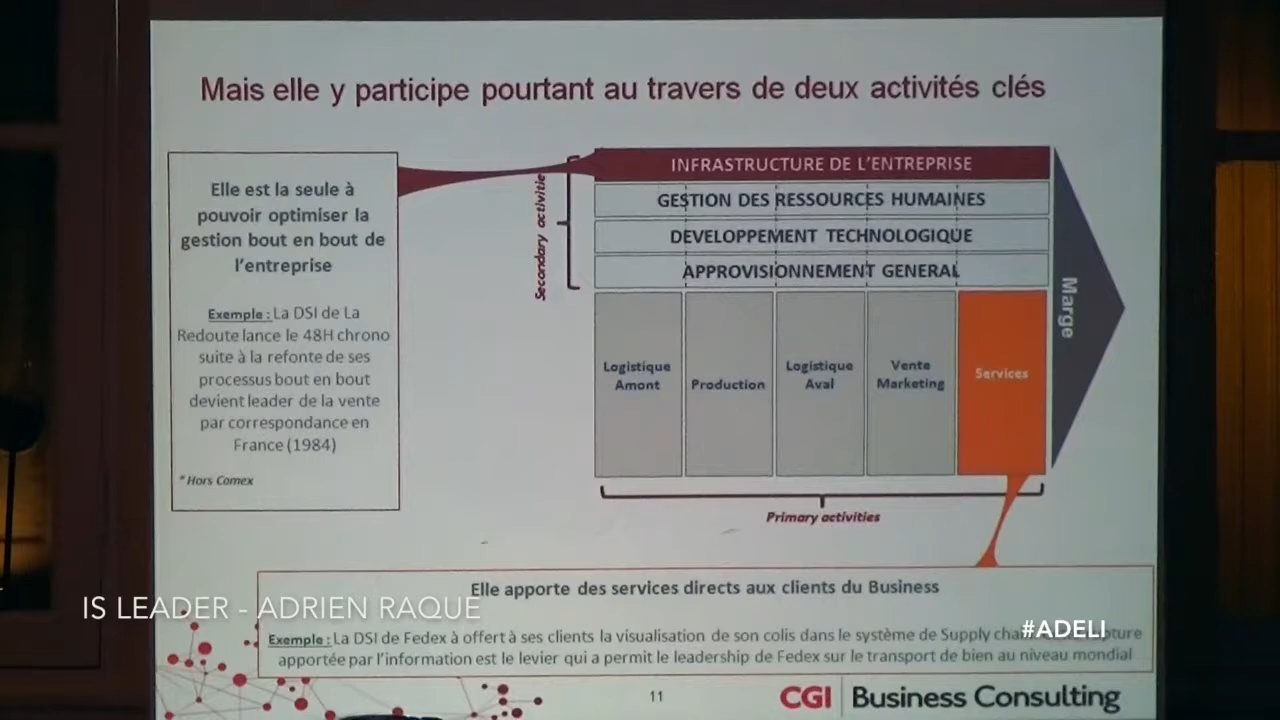 Mais elle y participe pourtant au travers de deux activités clés
Elle est la seule à
pouvoir optimiser la
gestion bout en bout de
l'entreprise
Exemple : La DSI de La
Redoute lance le 48H chrono
suite à la refonte de ses
processus bout en bout
devient leader de la vente
par correspondance en
France (1984)
* Hors Comex
Secondary activitie
INFRASTRUCTURE DE L'ENTREPRISE
GESTION DES RESSOURCES HUMAINES
DEVELOPPEMENT TECHNOLOGIQUE
APPROVISIONNEMENT GENERAL
Logistique
Amont
Production
Logistique
Aval
Vente
Marketing
Services
Marge
Primary activities
Elle apporte des services directs aux clients du Business
Exemple : La DSI de Fedex à offert à ses clients la visualisation de son colis dans le système de Supply
apportée par l'information est le levier qui a permit le leadership de Fedex sur le transport de bien au niveau mondial
IS LEADER - ADRIEN RAQUE
#ADELI
11
CGI Business Consulting